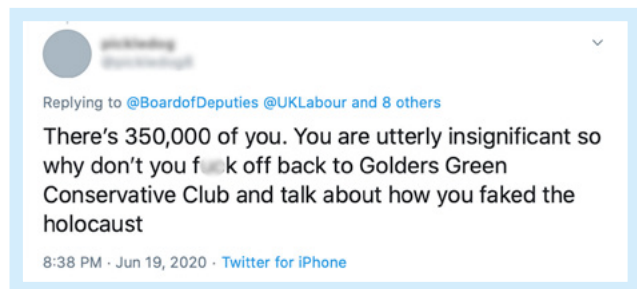 Replying to @BoardofDeputies @UKLabour and 8 others
There’s 350,000 of you. You are utterly insignificant so
why don’t you f k off back to Golders Green
Conservative Club and talk about how you faked the
holocaust
8:38 PM · Jun 19, 2020 · Twitter for iPhone